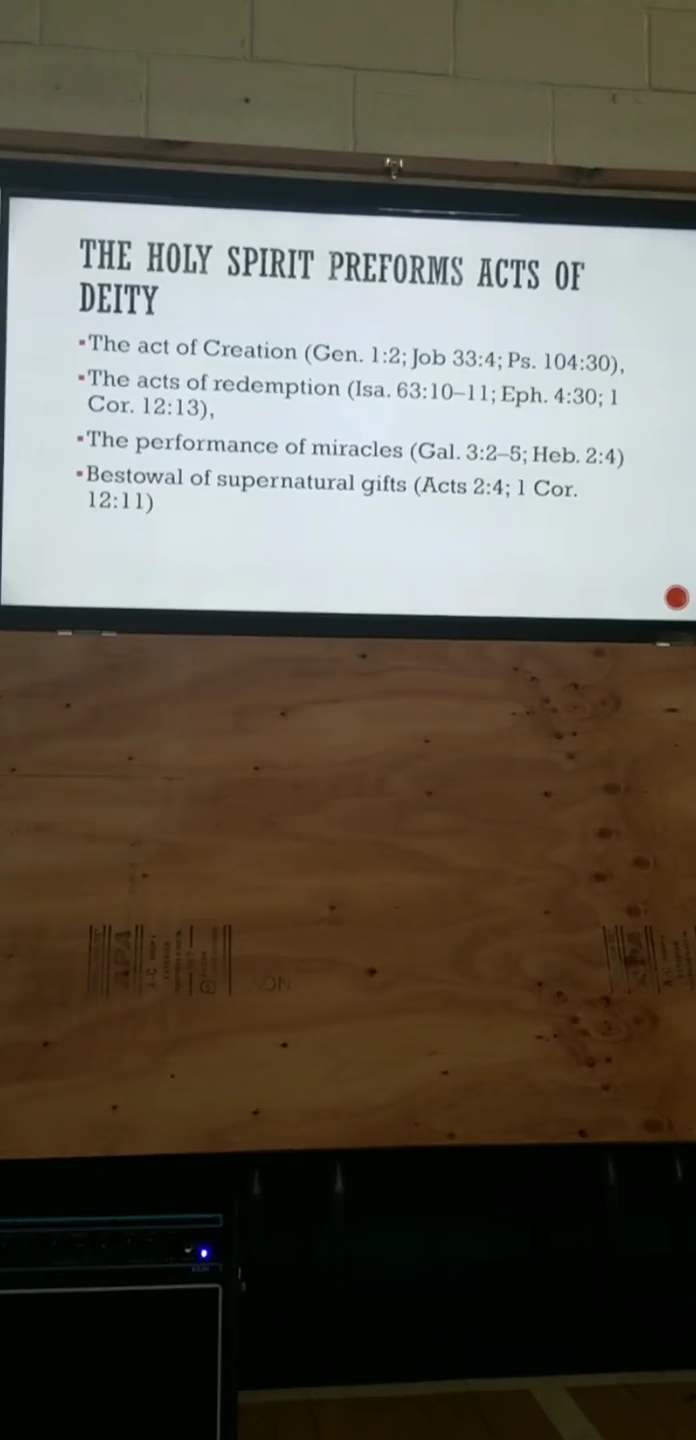 THE HOLY SPIRIT PREFORMS ACTS OF
DEITY
▪The act of Creation (Gen. 1:2; Job 33:4; Ps. 104:30),
▪The acts of redemption (Isa. 63:10–11; Eph. 4:30; 1
Cor. 12:13),
▪The performance of miracles (Gal. 3:2–5; Heb. 2:4)
▪Bestowal of supernatural gifts (Acts 2:4; 1 Cor.
12:11)
APA
A-C